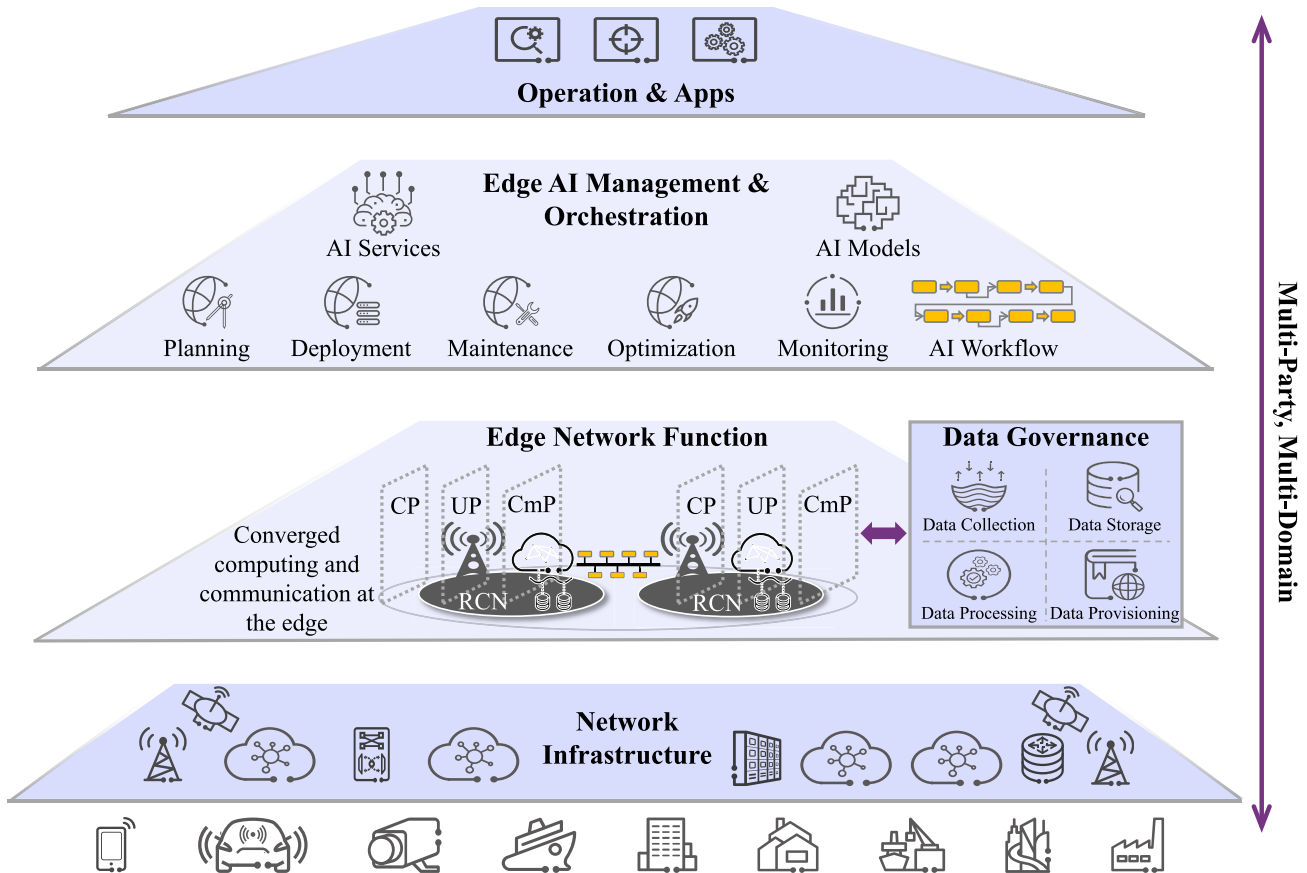 Operation & Apps
Edge AI Management &
Orchestration
AI Services
AI Models
Planning
Deployment
Maintenance
Optimization
Monitoring
AI Workflow
Edge Network Function
CP
UP
CmP
CP
UP
CmP
Converged
computing and
communication at
the edge
RCN
RCN
Data Governance
Data Collection
Data Storage
Data Processing
Data Provisioning
Network
Infrastructure
Multi-Party, Multi-Domain